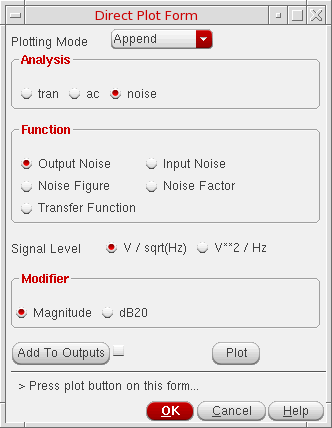 Direct Plot Form
Plotting Mode Append
Analysis
tran ac noise
Function
Output Noise Input Noise
Noise Figure Noise Factor
Transfer Function
Signal Level V / sqrt(Hz) V**2 / Hz
Modifier
Magnitude dB20
Add To Outputs Plot
> Press plot button on this form...
OK Cancel Help